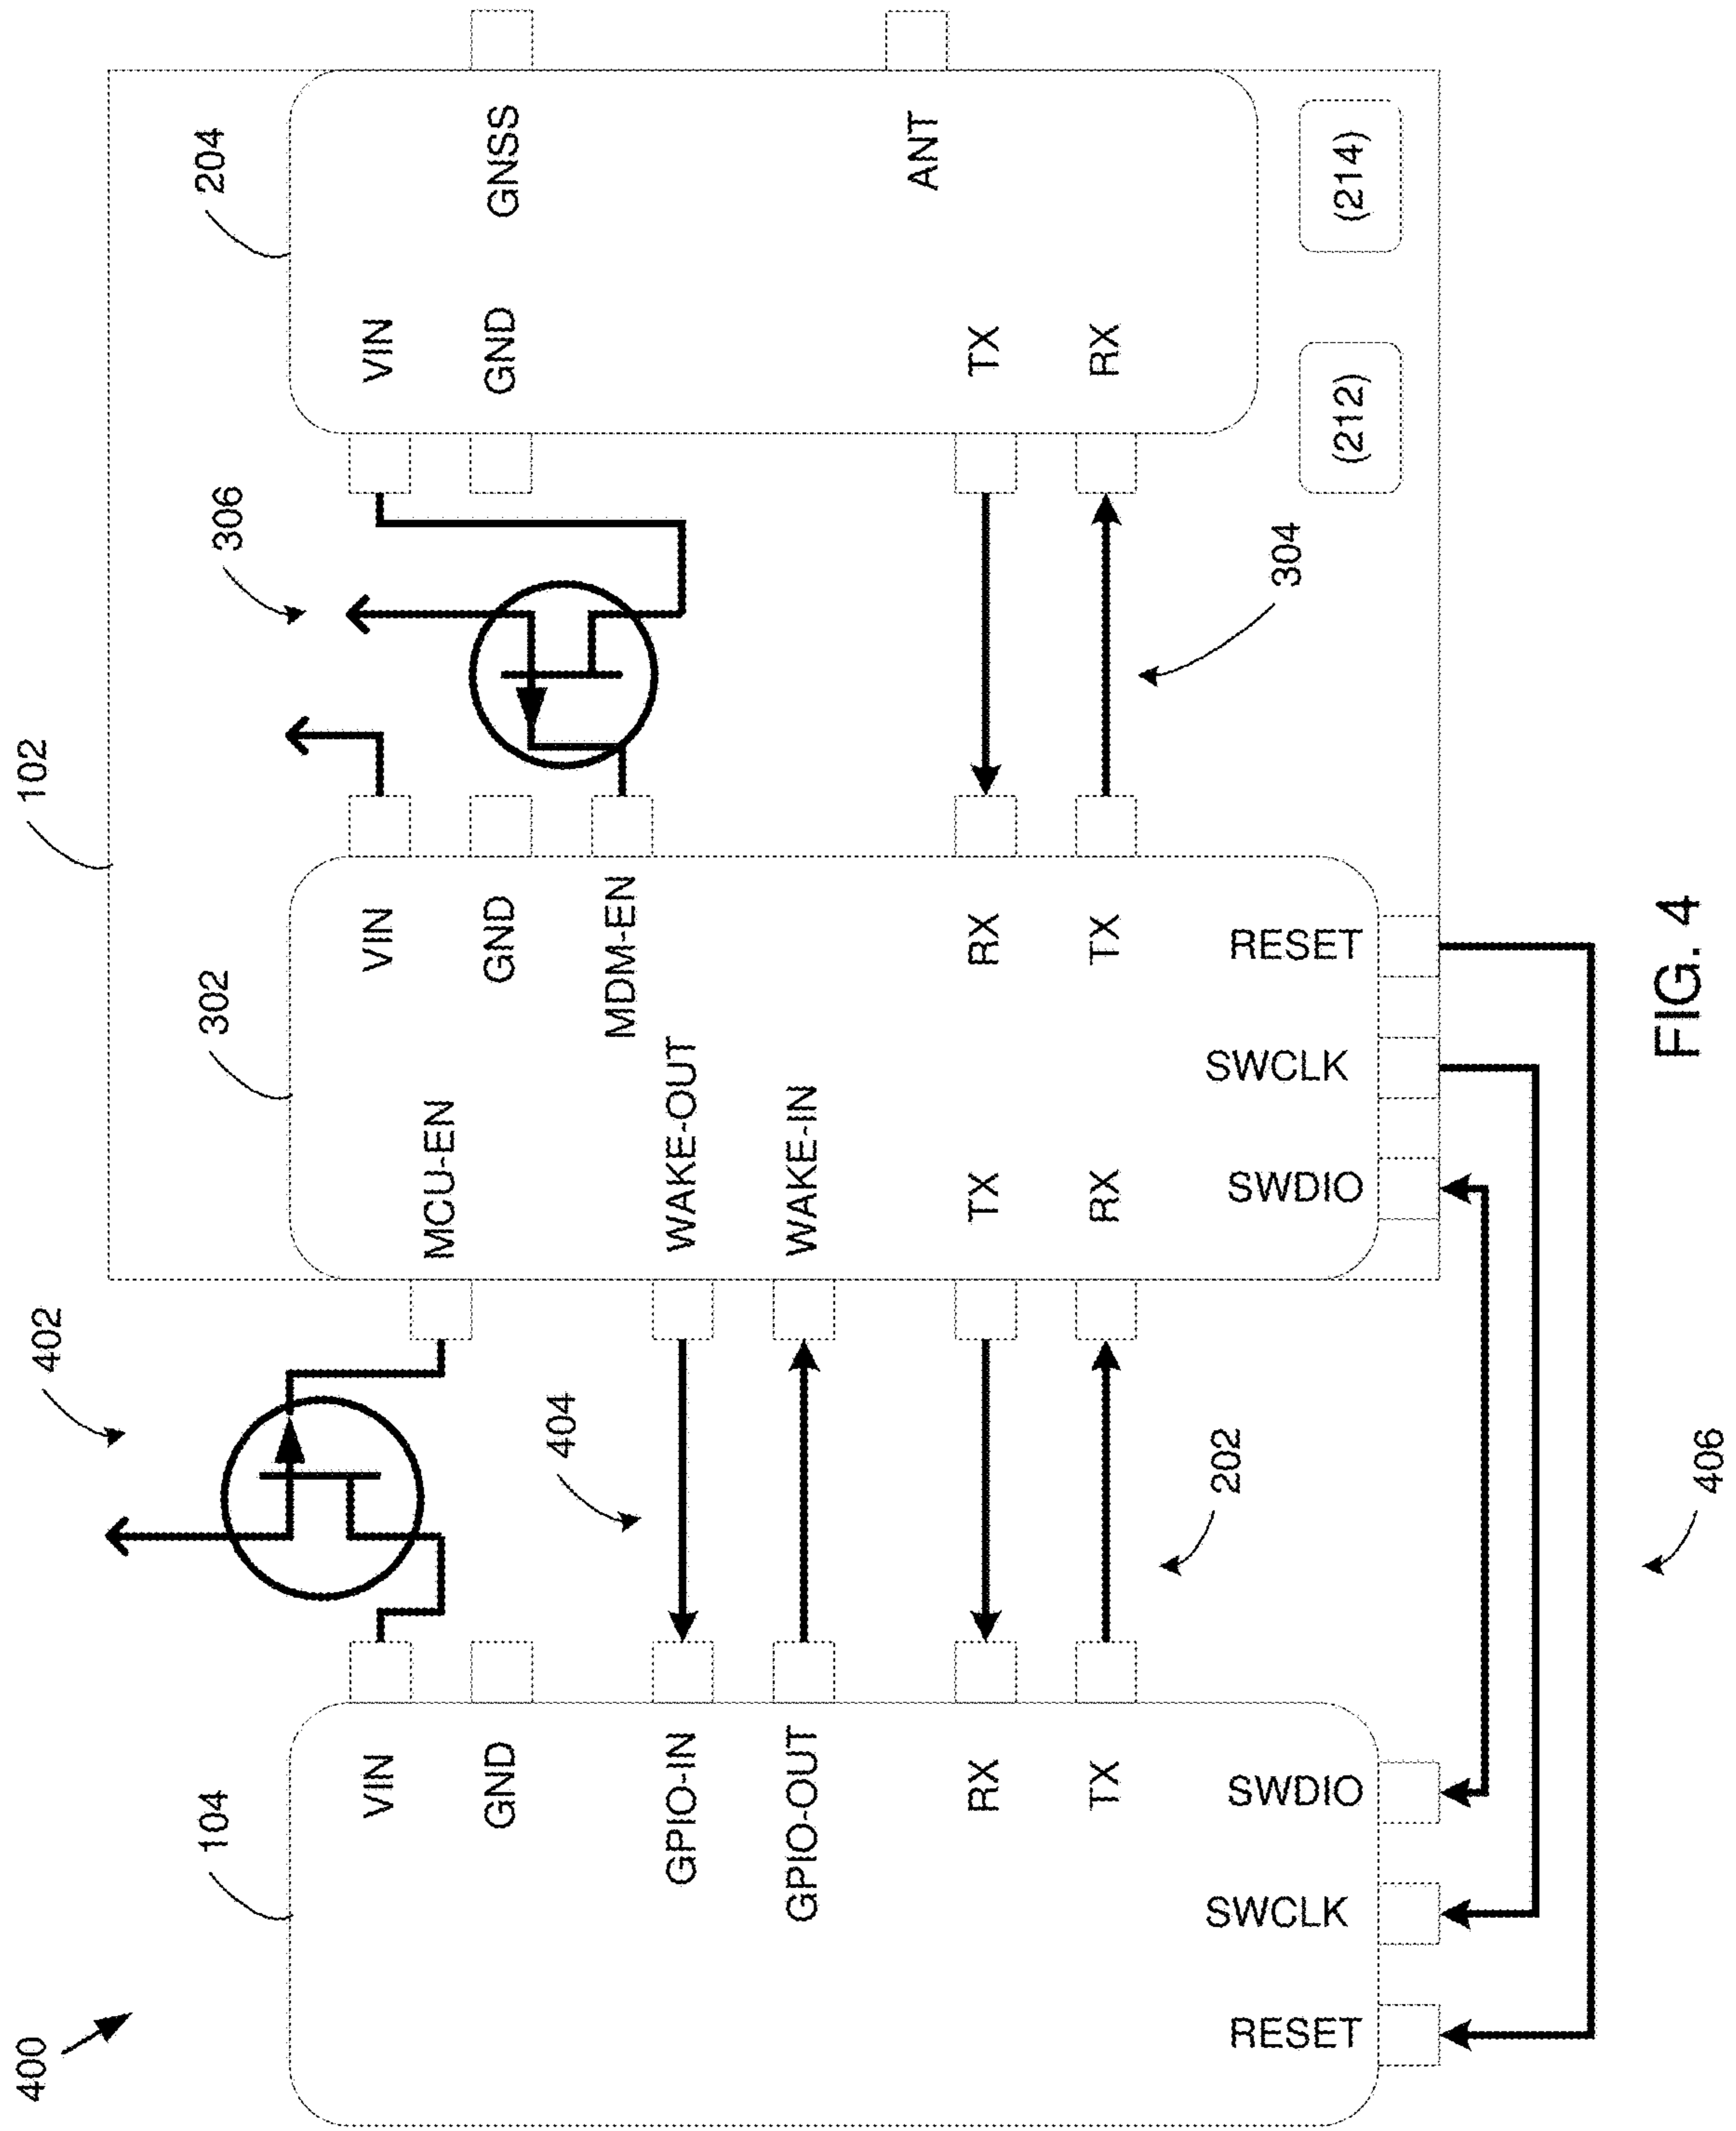 400
104
VIN
GND
GPIO-IN
GPIO-OUT
RX
TX
RESET
SWCLK
SWDIO
402
404
202
406
102
302
MCU-EN
WAKE-OUT
WAKE-IN
TX
RX
VIN
GND
MDM-EN
RX
TX
SWDIO
SWCLK
RESET
306
304
204
VIN
GND
TX
RX
GNSS
ANT
(212)
(214)
FIG. 4